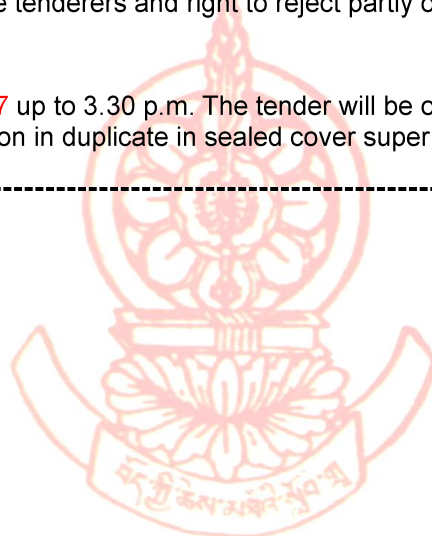 e tenderers and right to reject partly o
7 up to 3.30 p.m. The tender will be o
on in duplicate in sealed cover super
བོད་ཀྱི་ཆེས་མཐོའི་སློབ་